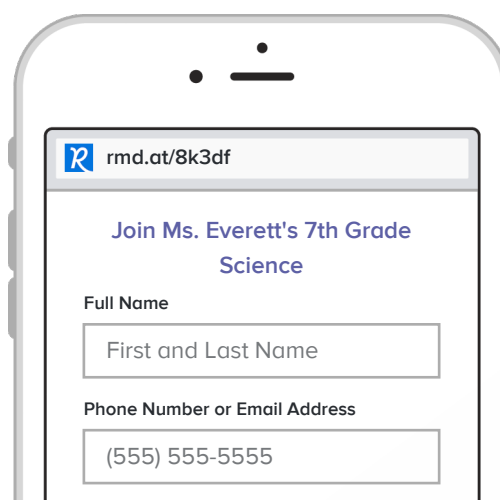 R
rmd.at/8k3df
Join Ms. Everett's 7th Grade
Science
Full Name
First and Last Name
Phone Number or Email Address
(555) 555-5555